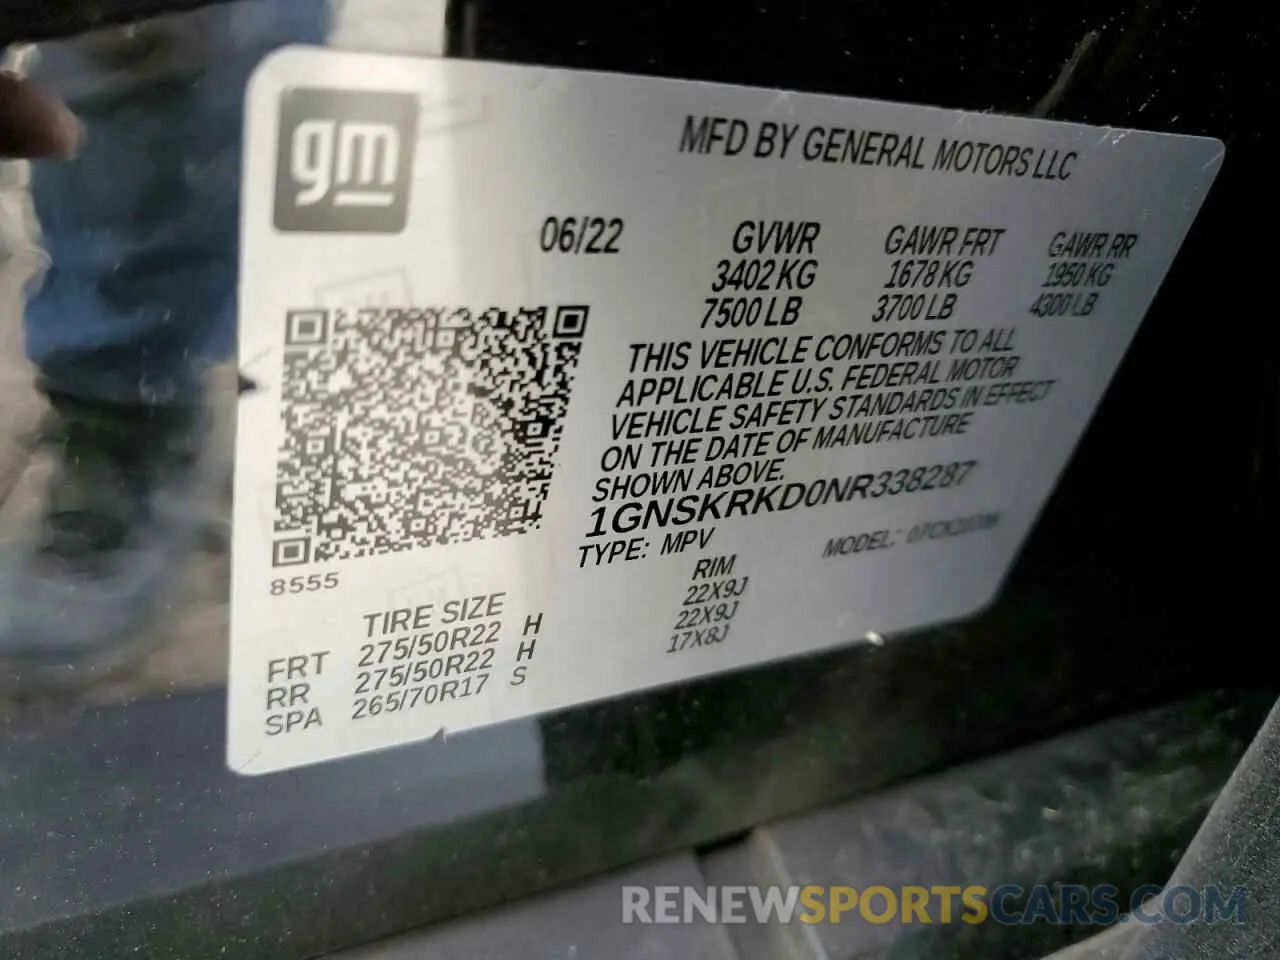 gm
MFD BY GENERAL MOTORS LLC
06/22 GVWR GAWR FRT GAWR RR
3402 KG 1678 KG 1950 KG
7500 LB 3700 LB 4300 LB
THIS VEHICLE CONFORMS TO ALL
APPLICABLE U.S. FEDERAL MOTOR
VEHICLE SAFETY STANDARDS IN EFFECT
ON THE DATE OF MANUFACTURE
SHOWN ABOVE.
1GNSKRKD0NR338287
TYPE: MPV MODEL:
8555
TIRE SIZE RIM
FRT 275/50R22 H 22X9J
RR 275/50R22 H 22X9J
SPA 265/70R17 S 17X8J
RENEWSPORTSCARS.COM